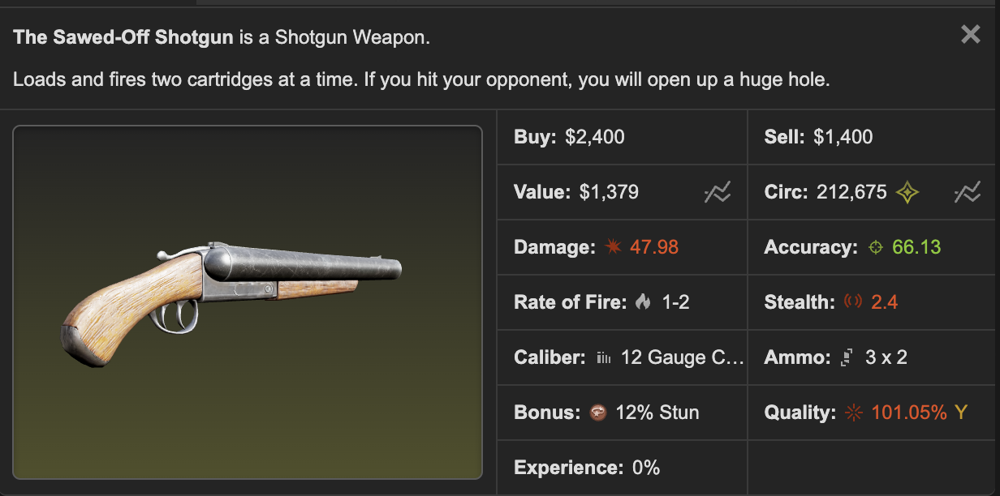 The Sawed-Off Shotgun is a Shotgun Weapon.
Loads and fires two cartridges at a time. If you hit your opponent, you will open up a huge hole.
Buy: $2,400
Sell: $1,400
Value: $1,379
Circ: 212,675
Damage: 47.98
Accuracy: 66.13
Rate of Fire: 1-2
Stealth: 2.4
Caliber: 12 Gauge C...
Ammo: 3 x 2
Bonus: 12% Stun
Quality: 101.05% Y
Experience: 0%